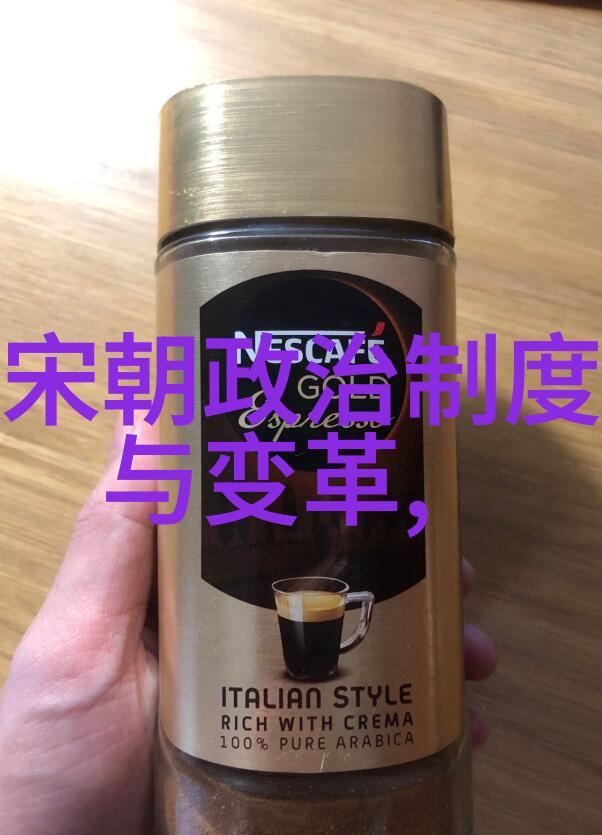 NESCAFÉ
宋朝政治制度
GOLD
Espresso
与变革,
ITALIAN STYLE
RICH WITH CREMA
100% PURE ARABICA